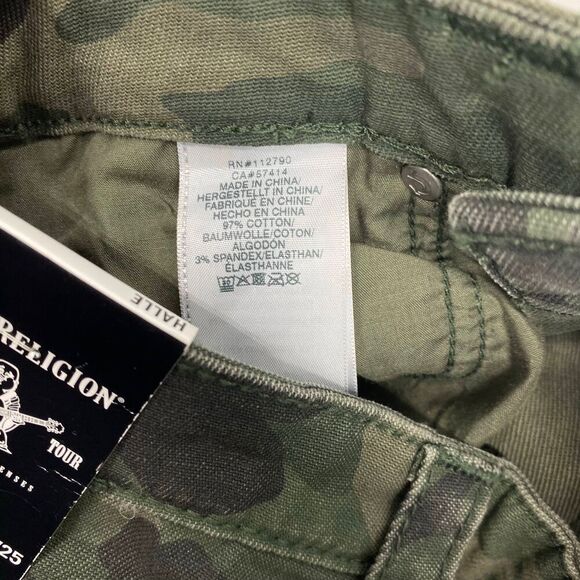 RN#112790
CA#57414
MADE IN CHINA/
HERGESTELLT IN CHINA/
FABRIQUÉ EN CHINE/
HECHO EN CHINA
97% COTTON/
BAUMWOLLE/COTON/
ALGODÓN
3% SPANDEX/ELASTHAN/
ÉLASTHANNE
HALLE
RELIGION®
TOUR